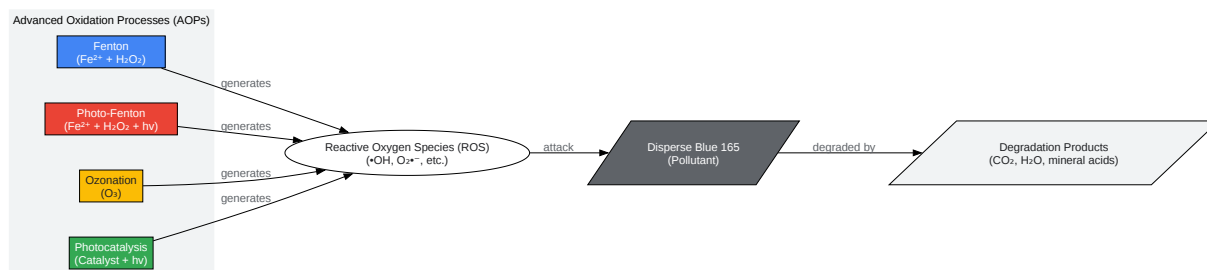 Advanced Oxidation Processes (AOPs)
Fenton
(Fe²⁺ + H₂O₂)
generates
Photo-Fenton
(Fe²⁺ + H₂O₂ + hv)
generates
Ozonation
(O₃)
generates
Photocatalysis
(Catalyst + hv)
generates
Reactive Oxygen Species (ROS)
(•OH, O₂•⁻, etc.)
attack
Disperse Blue 165
(Pollutant)
degraded by
Degradation Products
(CO₂, H₂O, mineral acids)